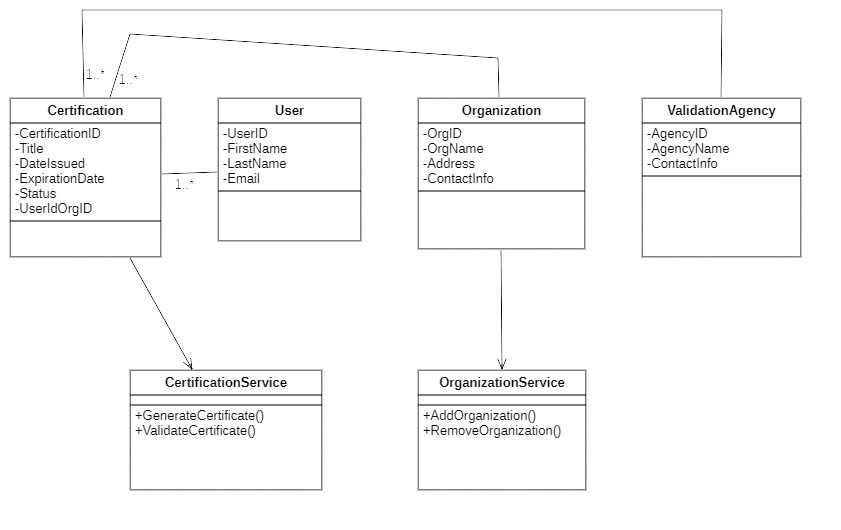 1..*
1..*
Certification
-CertificationID
-Title
-DateIssued
-ExpirationDate
-Status
-UserIdOrgID
1..*
User
-UserID
-FirstName
-LastName
-Email
Organization
-OrgID
-OrgName
-Address
-ContactInfo
ValidationAgency
-AgencyID
-AgencyName
-ContactInfo
CertificationService
+GenerateCertificate()
+ValidateCertificate()
OrganizationService
+AddOrganization()
+RemoveOrganization()